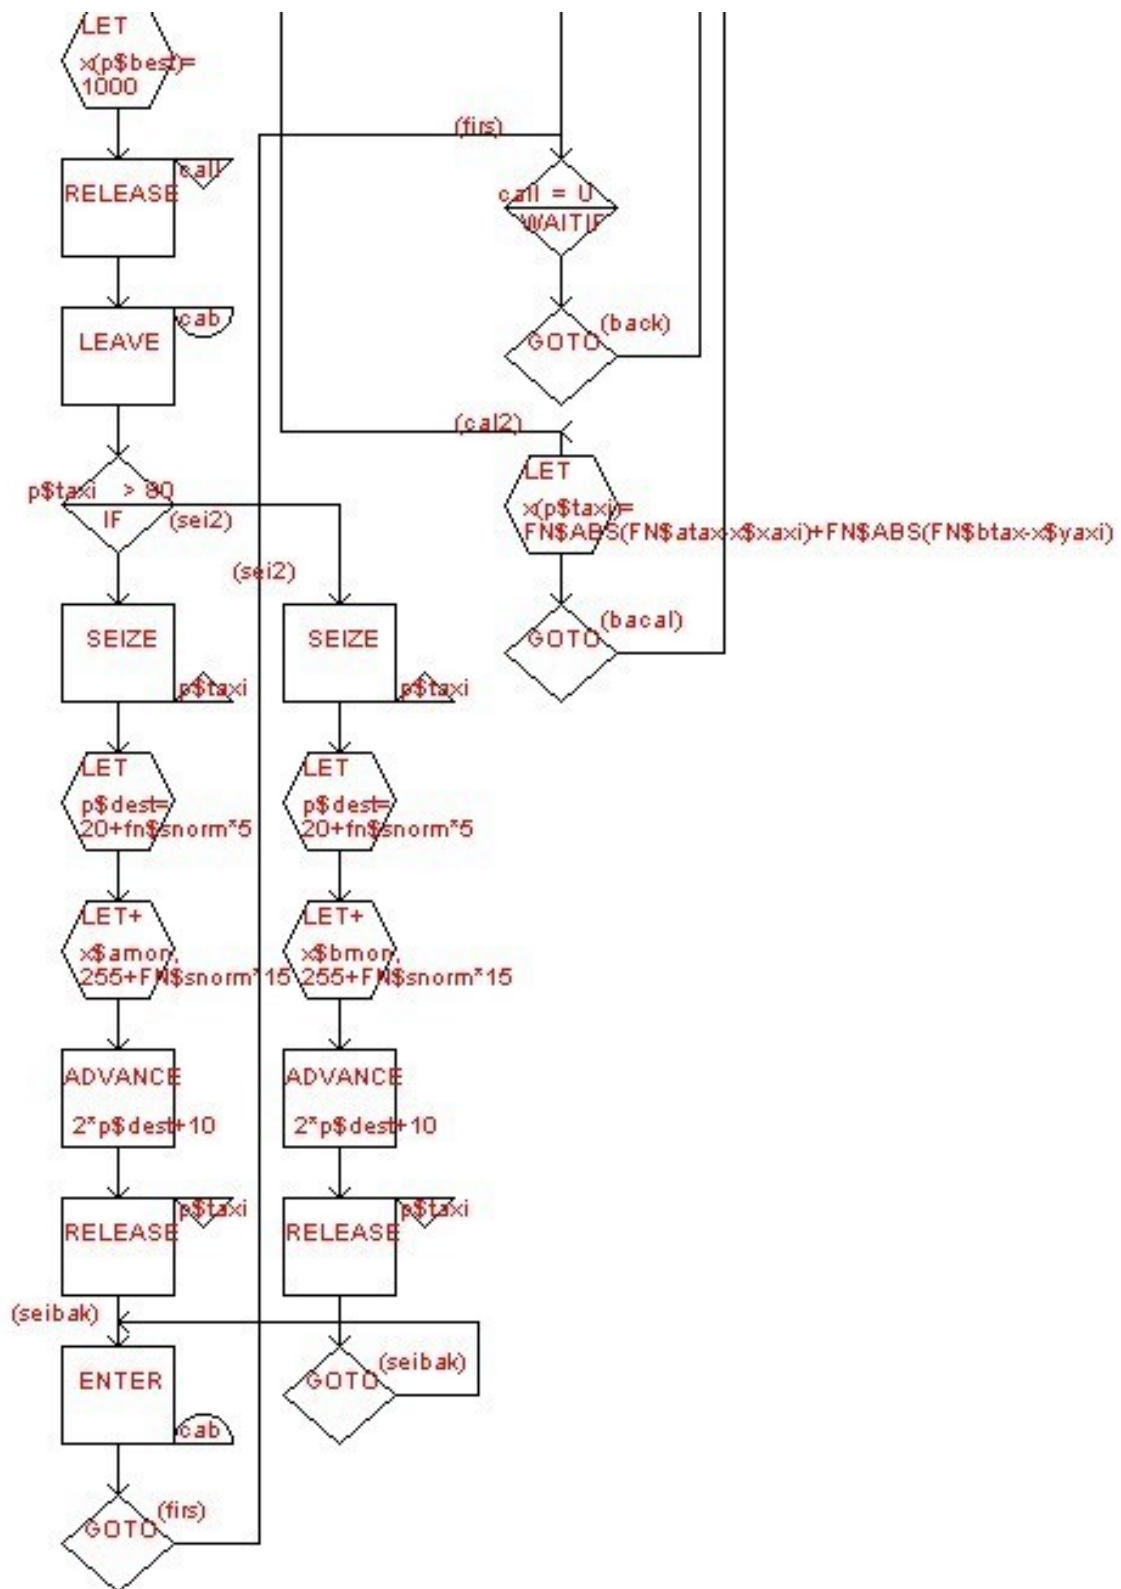 LET
x(p$best)=
1000
call
RELEASE
cab
LEAVE
p$taxi > 80
IF
(sei2)
(sei2)
SEIZE
p$taxi
LET
p$dest=
20+fn$snorm*5
LET+
x$amon,
255+FN$snorm*15
ADVANCE
2*p$dest+10
p$taxi
RELEASE
(seibak)
ENTER
cab
(firs)
GOTO
SEIZE
p$taxi
LET
p$dest=
20+fn$snorm*5
LET+
x$bmon,
255+FN$snorm*15
ADVANCE
2*p$dest+10
p$taxi
RELEASE
(seibak)
GOTO
(firs)
call = U
WAITIF
(back)
GOTO
(cal2)
LET
x(p$taxi)=
FN$ABS(FN$atax-x$xaxi)+FN$ABS(FN$btax-x$yaxi)
(bacal)
GOTO